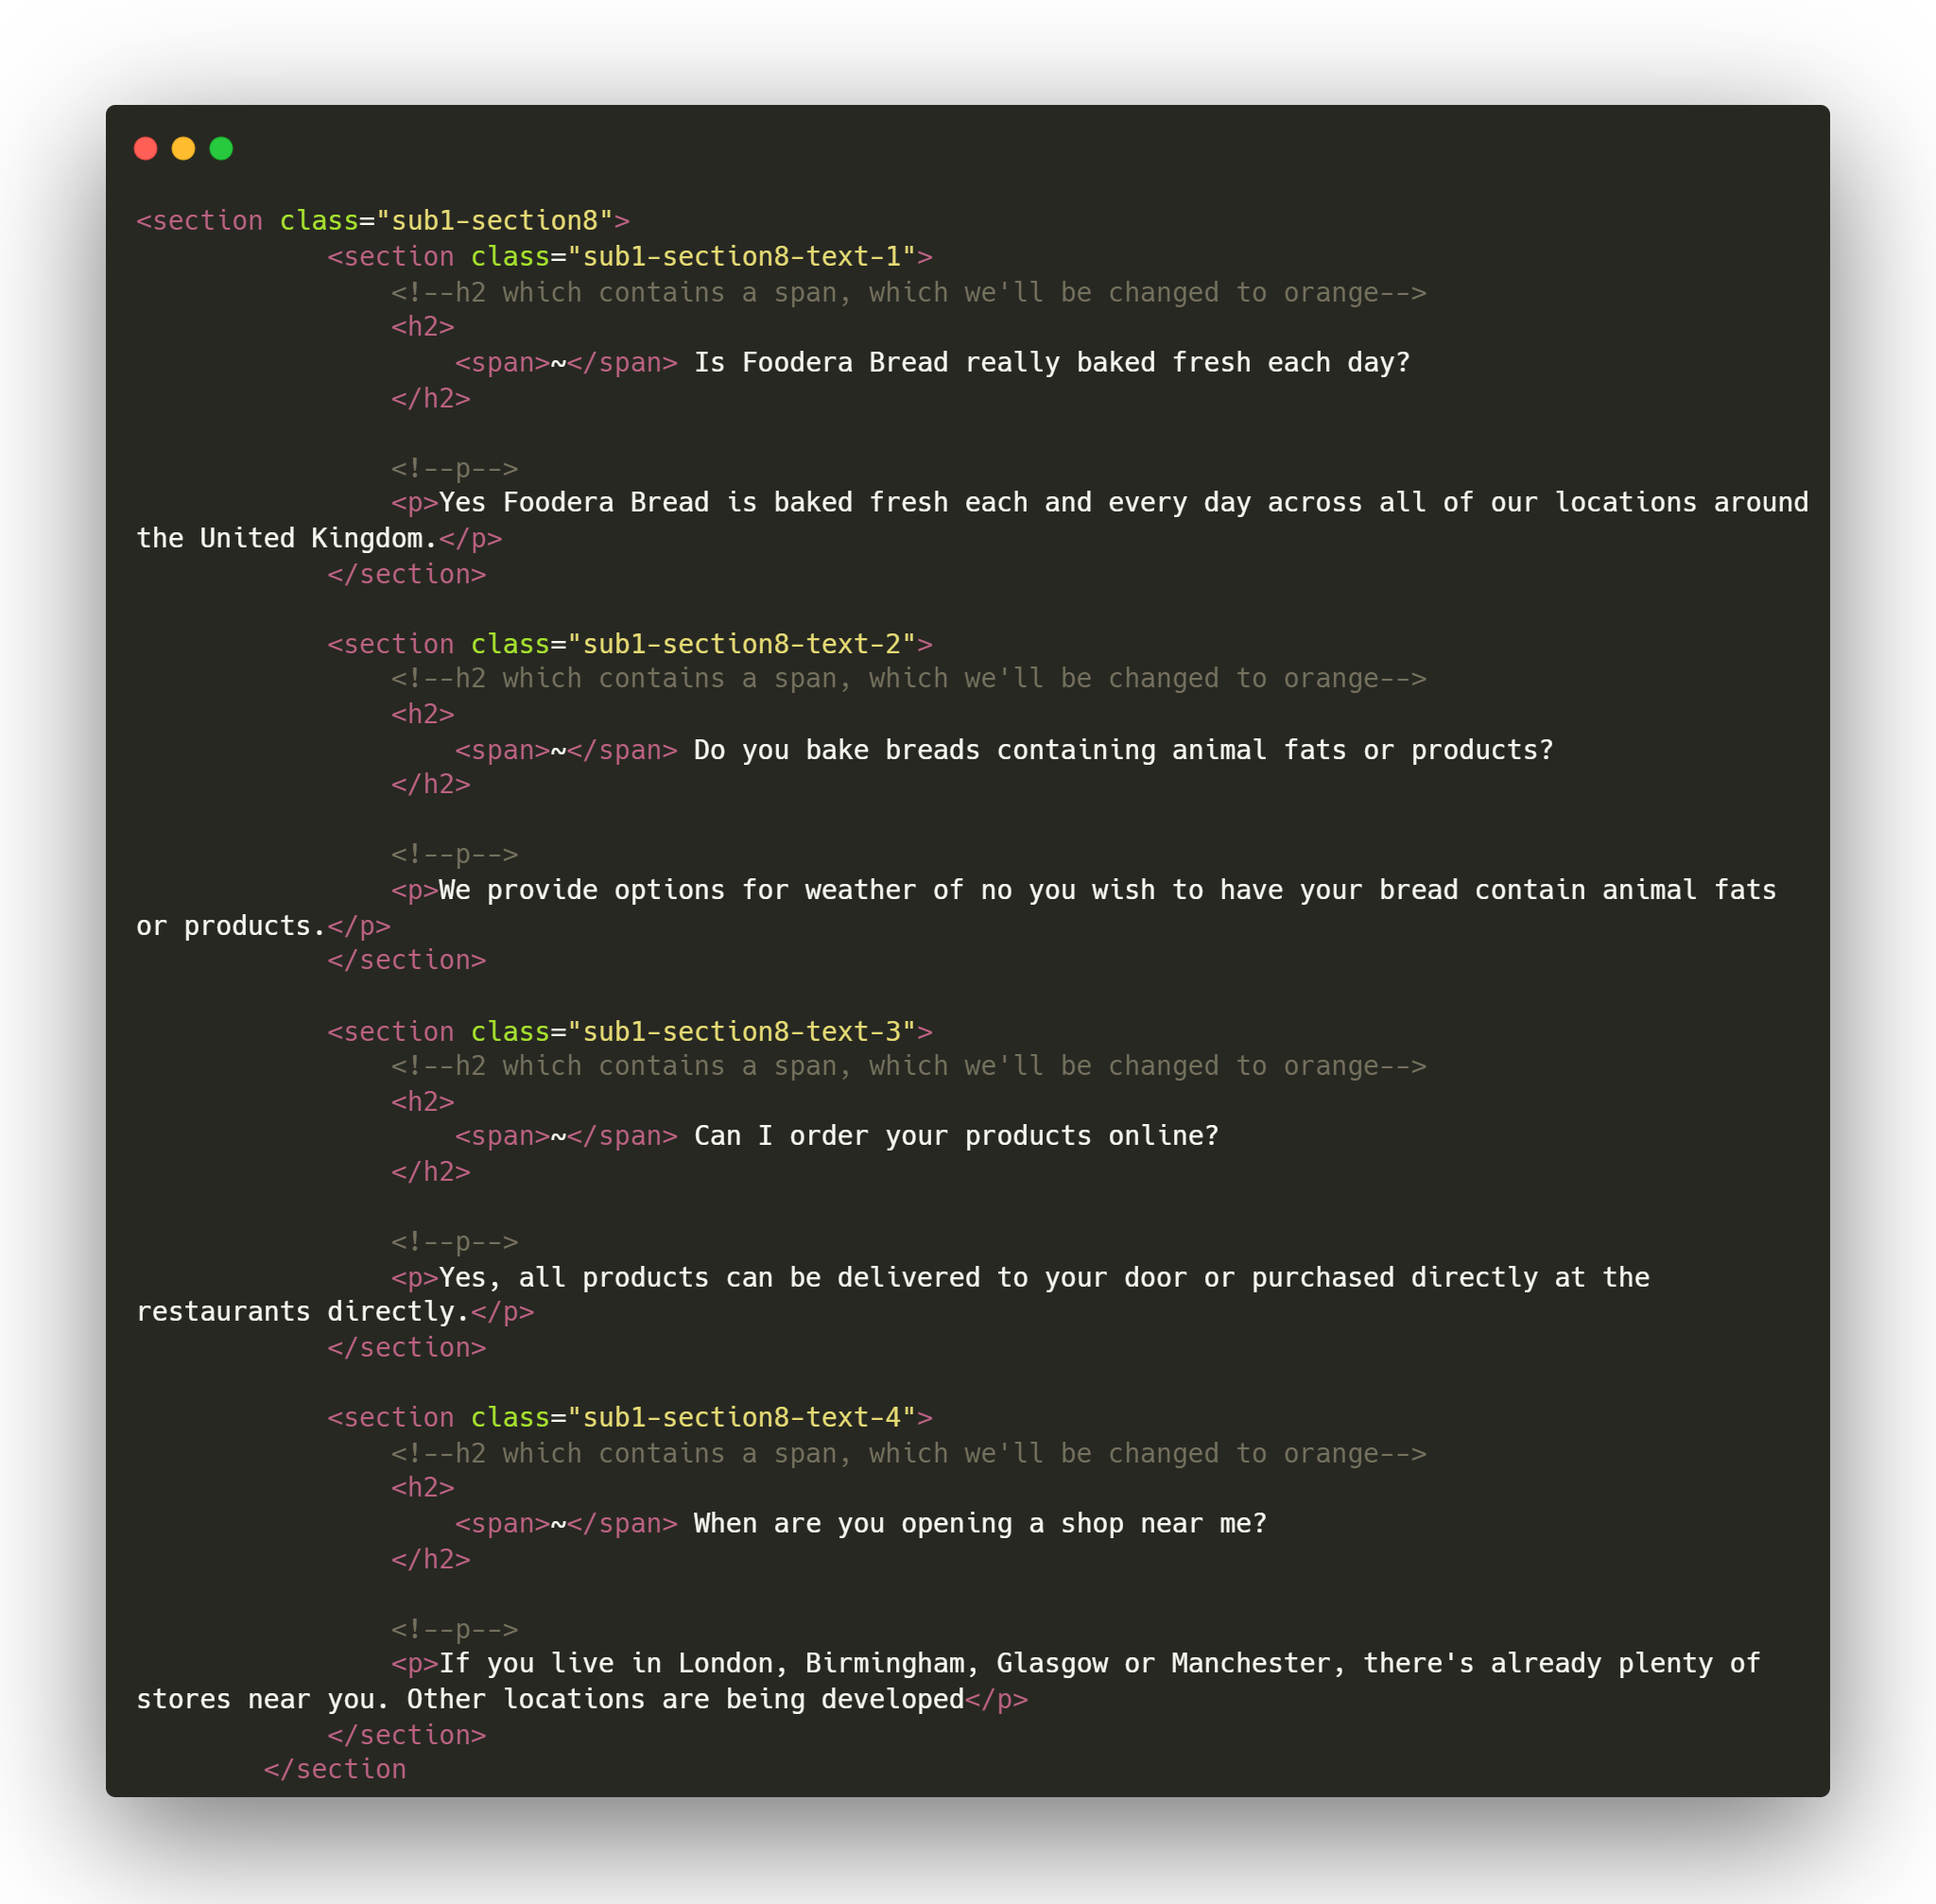 <section class="sub1-section8">
            <section class="sub1-section8-text-1">
                <!--h2 which contains a span, which we'll be changed to orange-->
                <h2>
                    <span>~</span> Is Foodera Bread really baked fresh each day?
                </h2>

                <!--p-->
                <p>Yes Foodera Bread is baked fresh each and every day across all of our locations around
the United Kingdom.</p>
            </section>

            <section class="sub1-section8-text-2">
                <!--h2 which contains a span, which we'll be changed to orange-->
                <h2>
                    <span>~</span> Do you bake breads containing animal fats or products?
                </h2>

                <!--p-->
                <p>We provide options for weather of no you wish to have your bread contain animal fats
or products.</p>
            </section>

            <section class="sub1-section8-text-3">
                <!--h2 which contains a span, which we'll be changed to orange-->
                <h2>
                    <span>~</span> Can I order your products online?
                </h2>

                <!--p-->
                <p>Yes, all products can be delivered to your door or purchased directly at the
restaurants directly.</p>
            </section>

            <section class="sub1-section8-text-4">
                <!--h2 which contains a span, which we'll be changed to orange-->
                <h2>
                    <span>~</span> When are you opening a shop near me?
                </h2>

                <!--p-->
                <p>If you live in London, Birmingham, Glasgow or Manchester, there's already plenty of
stores near you. Other locations are being developed</p>
            </section>
        </section